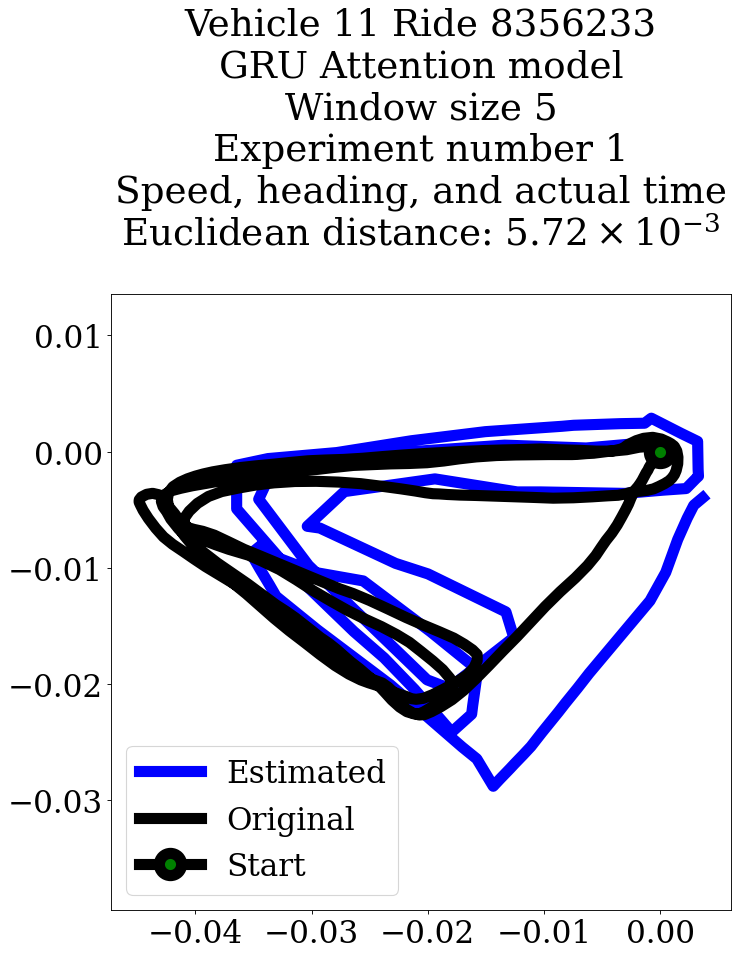 Vehicle 11 Ride 8356233
GRU Attention model
Window size 5
Experiment number 1
Speed, heading, and actual time
Euclidean distance: 5.72 × 10⁻³
0.01
0.00
−0.01
−0.02
−0.03
Estimated
Original
Start
−0.04 −0.03 −0.02 −0.01 0.00